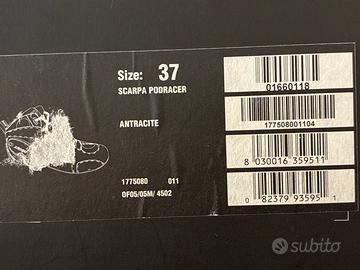 Size: 37
SCARPA PODRACER
ANTRACITE
1775080 011
OF05/05M/ 4502
01660118
177508001104
8 030016 359511
0 82379 93595 1
subito